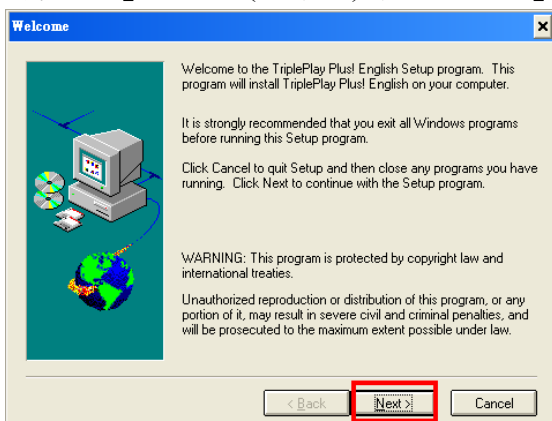 Welcome
Welcome to the TriplePlay Plus! English Setup program. This
program will install TriplePlay Plus! English on your computer.
It is strongly recommended that you exit all Windows programs
before running this Setup program.
Click Cancel to quit Setup and then close any programs you have
running. Click Next to continue with the Setup program.
WARNING: This program is protected by copyright law and
international treaties.
Unauthorized reproduction or distribution of this program, or any
portion of it, may result in severe civil and criminal penalties, and
will be prosecuted to the maximum extent possible under law.
< Back Next > Cancel